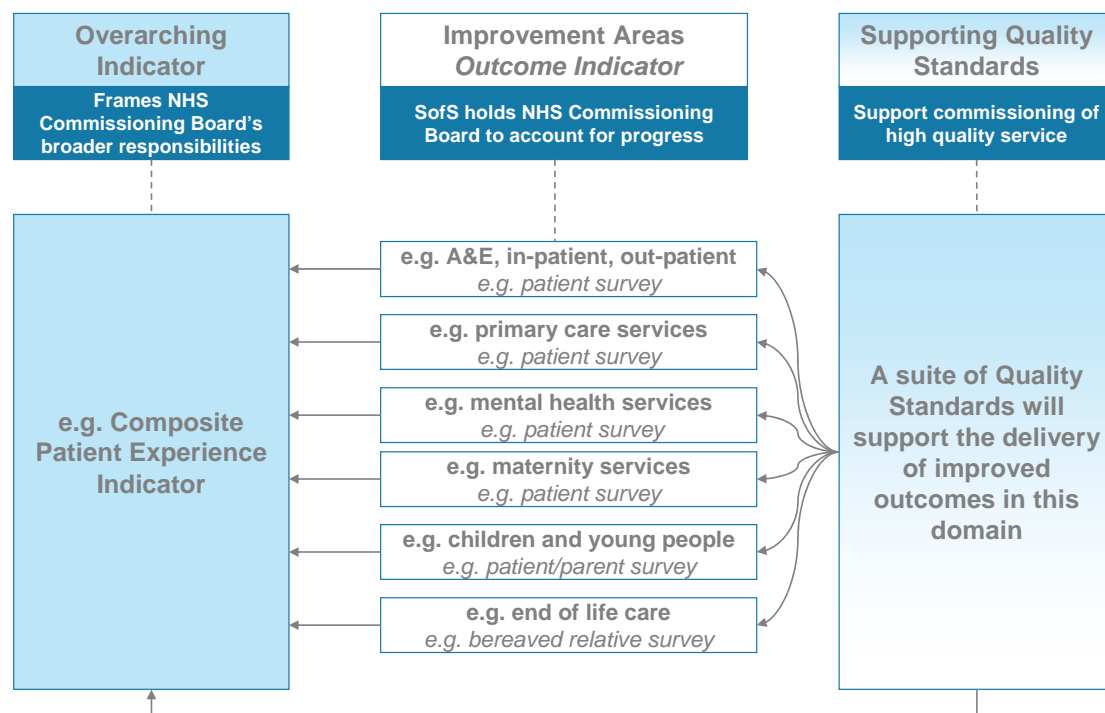 Overarching
Indicator
Frames NHS
Commissioning Board's
broader responsibilities
Improvement Areas
Outcome Indicator
SofS holds NHS Commissioning
Board to account for progress
Supporting Quality
Standards
Support commissioning of
high quality service
e.g. Composite
Patient Experience
Indicator
e.g. A&E, in-patient, out-patient
e.g. patient survey
e.g. primary care services
e.g. patient survey
e.g. mental health services
e.g. patient survey
e.g. maternity services
e.g. patient survey
e.g. children and young people
e.g. patient/parent survey
e.g. end of life care
e.g. bereaved relative survey
A suite of Quality
Standards will
support the delivery
of improved
outcomes in this
domain